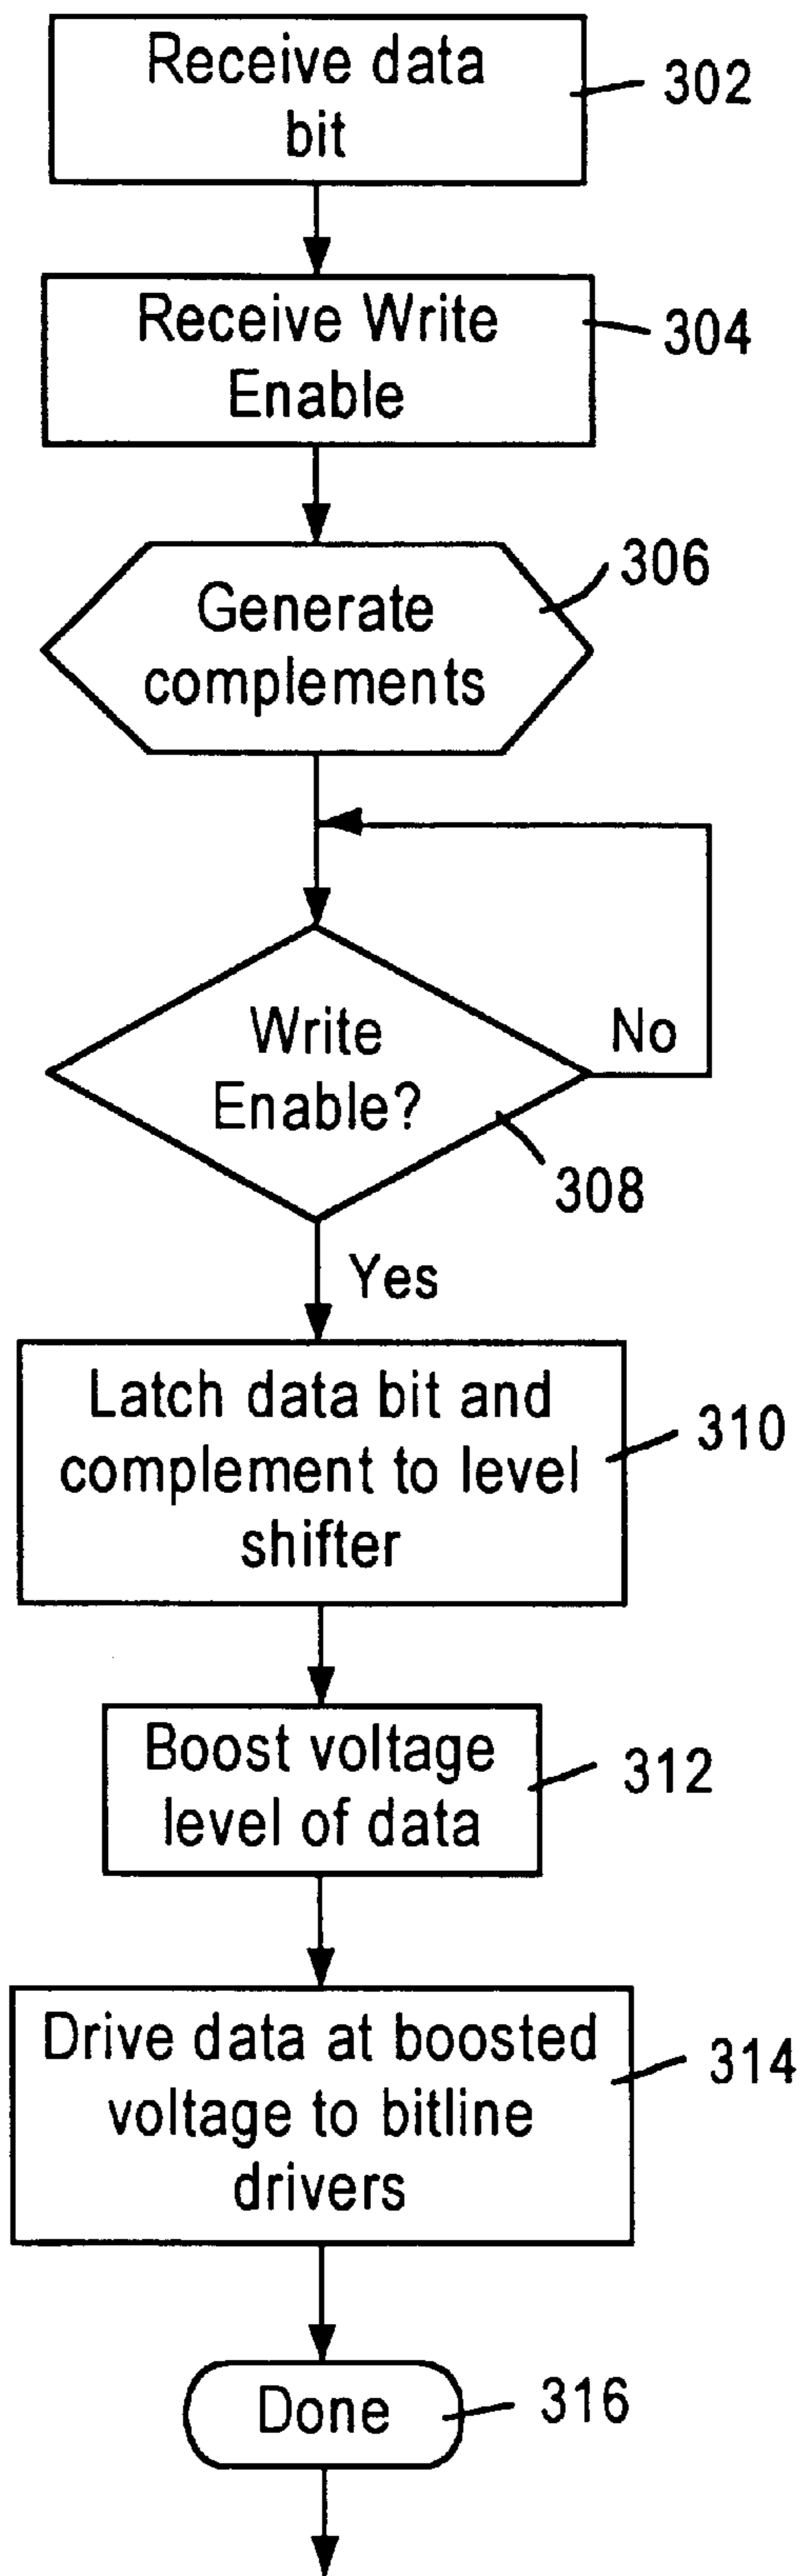 Receive data
bit
302
Receive Write
Enable
304
Generate
complements
306
Write
Enable?
No
308
Yes
Latch data bit and
complement to level
shifter
310
Boost voltage
level of data
312
Drive data at boosted
voltage to bitline
drivers
314
Done
316